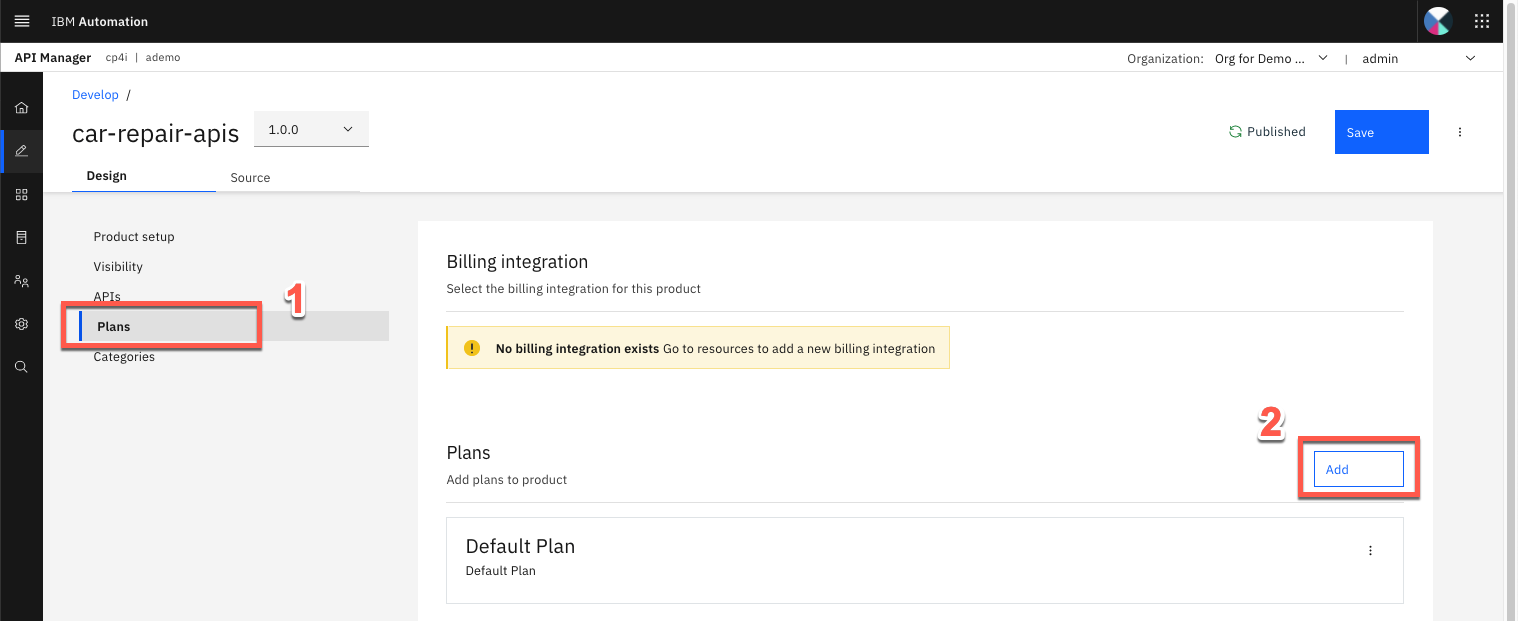 IBM Automation
API Manager cp4i | ademo Organization: Org for Demo ... | admin
Develop /
car-repair-apis 1.0.0 Published Save
Design Source
Product setup
Visibility
APIs
Plans
Categories
1
Billing integration
Select the billing integration for this product
No billing integration exists Go to resources to add a new billing integration
2
Plans
Add plans to product
Add
Default Plan
Default Plan